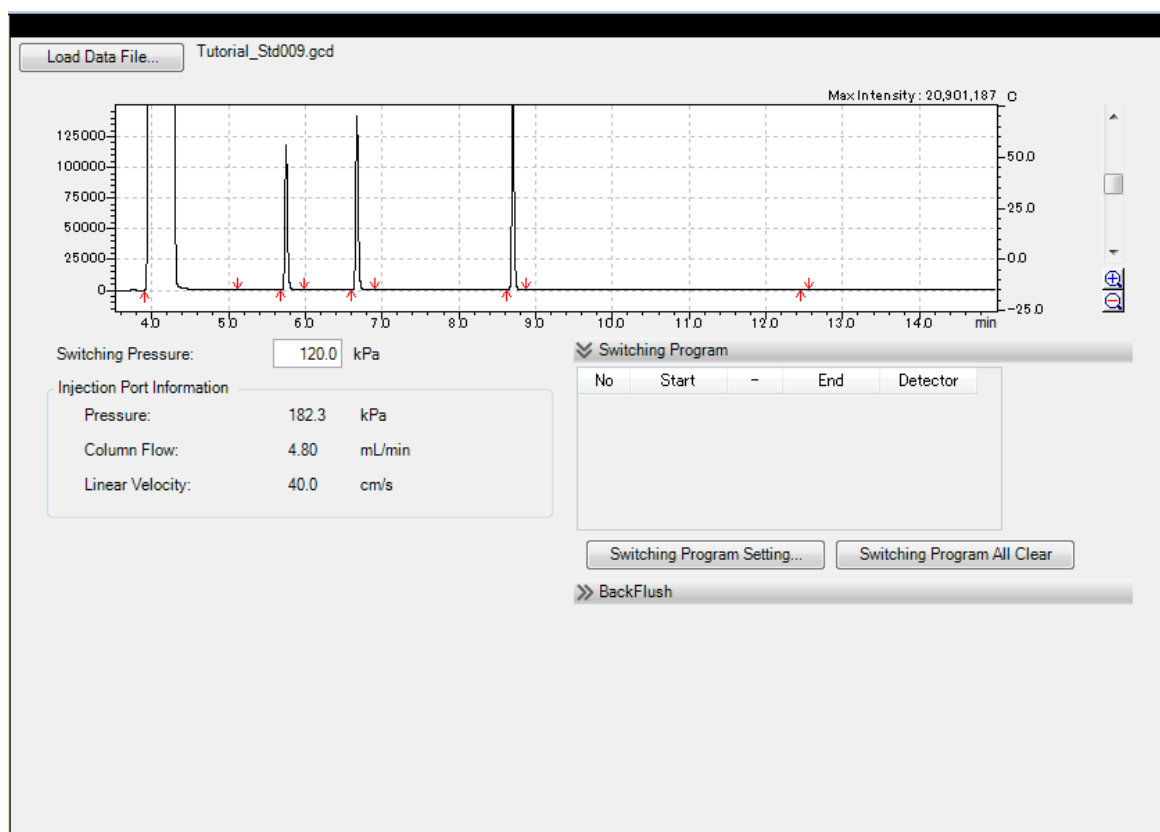 Load Data File... Tutorial_Std009.gcd
Max Intensity : 20,901,187 C
125000
100000
75000
50000
25000
0
50.0
25.0
0.0
-25.0
4.0 5.0 6.0 7.0 8.0 9.0 10.0 11.0 12.0 13.0 14.0 min
Switching Pressure: 120.0 kPa
Injection Port Information
Pressure: 182.3 kPa
Column Flow: 4.80 mL/min
Linear Velocity: 40.0 cm/s
Switching Program
No Start - End Detector
Switching Program Setting... Switching Program All Clear
BackFlush